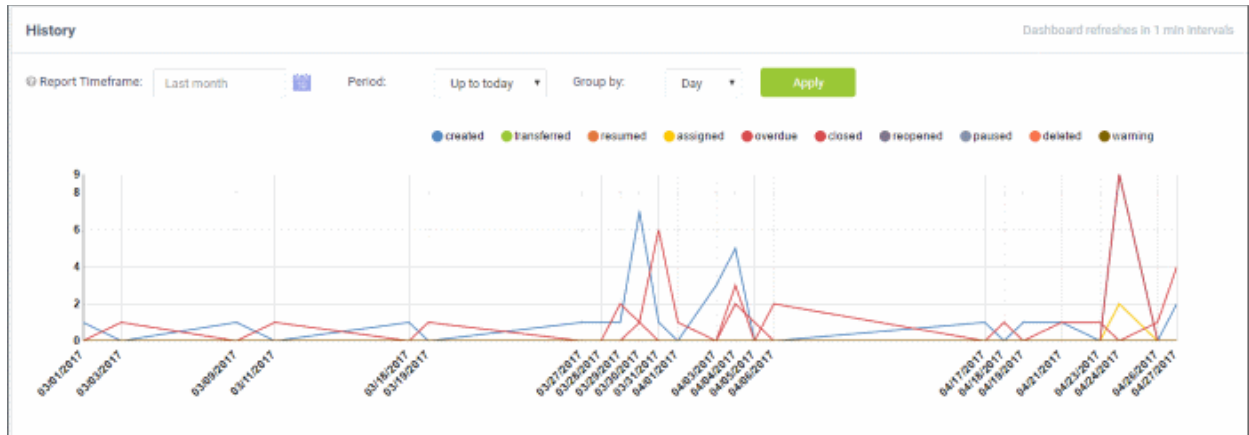 History
Dashboard refreshes in 1 min intervals
Report Timeframe: Last month Period: Up to today Group by: Day Apply
created transferred resumed assigned overdue closed reopened paused deleted warning
9
8
6
4
2
0
03/01/2017 03/03/2017 03/09/2017 03/11/2017 03/18/2017 03/19/2017 03/27/2017 03/28/2017 03/29/2017 03/30/2017 03/31/2017 04/01/2017 04/03/2017 04/04/2017 04/05/2017 04/06/2017 04/17/2017 04/18/2017 04/19/2017 04/21/2017 04/23/2017 04/24/2017 04/26/2017 04/27/2017